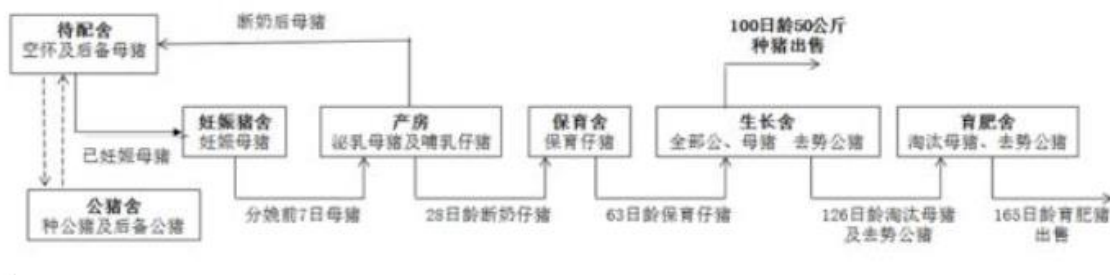 断奶后母猪
100日龄50公斤
种猪出售
待配舍
空怀及后备母猪
妊娠猪舍
妊娠母猪
产房
泌乳母猪及哺乳仔猪
保育舍
保育仔猪
生长舍
全部公、母猪 去势公猪
育肥舍
淘汰母猪、去势公猪
已妊娠母猪
公猪舍
种公猪及后备公猪
分娩前7日母猪
28日龄断奶仔猪
63日龄保育仔猪
126日龄淘汰母猪
及去势公猪
165日龄育肥猪
出售